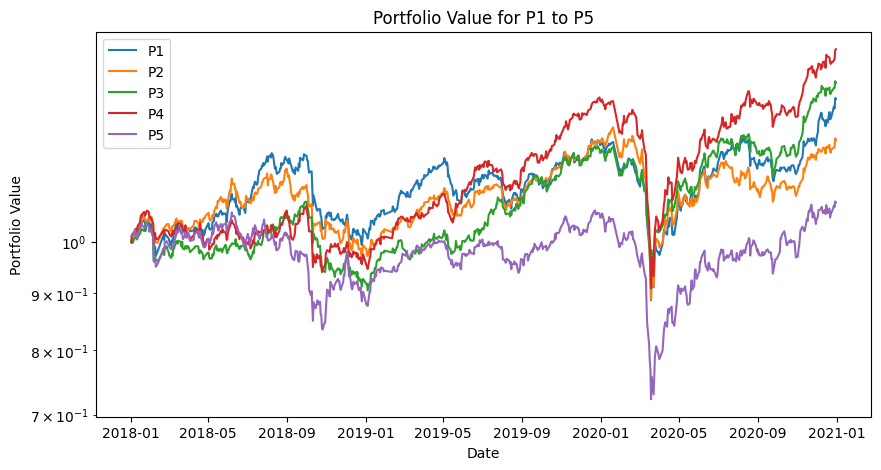 Portfolio Value for P1 to P5
P1
P2
P3
P4
P5
Portfolio Value
10⁰
9 × 10⁻¹
8 × 10⁻¹
7 × 10⁻¹
2018-01 2018-05 2018-09 2019-01 2019-05 2019-09 2020-01 2020-05 2020-09 2021-01
Date